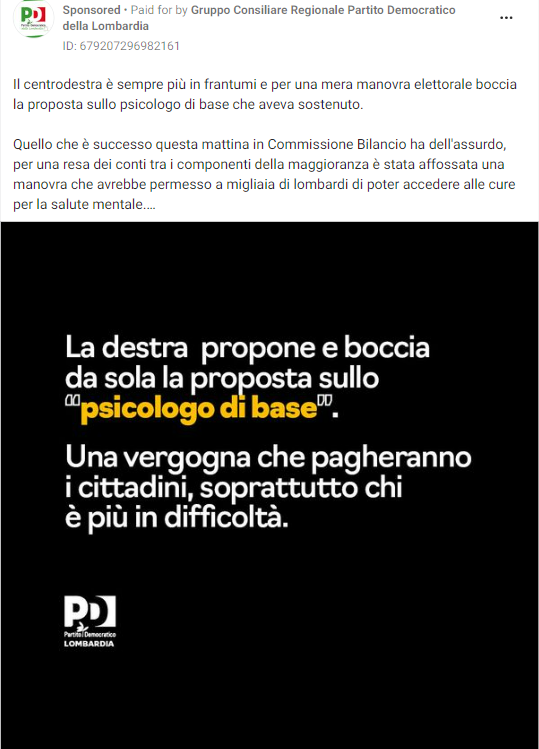 Sponsored • Paid for by Gruppo Consiliare Regionale Partito Democratico
della Lombardia
ID: 679207296982161
Il centrodestra è sempre più in frantumi e per una mera manovra elettorale boccia
la proposta sullo psicologo di base che aveva sostenuto.
Quello che è successo questa mattina in Commissione Bilancio ha dell'assurdo,
per una resa dei conti tra i componenti della maggioranza è stata affossata una
manovra che avrebbe permesso a migliaia di lombardi di poter accedere alle cure
per la salute mentale....
La destra propone e boccia
da sola la proposta sullo
“psicologo di base”.
Una vergogna che pagheranno
i cittadini, soprattutto chi
è più in difficoltà.
PD
Partito Democratico
LOMBARDIA